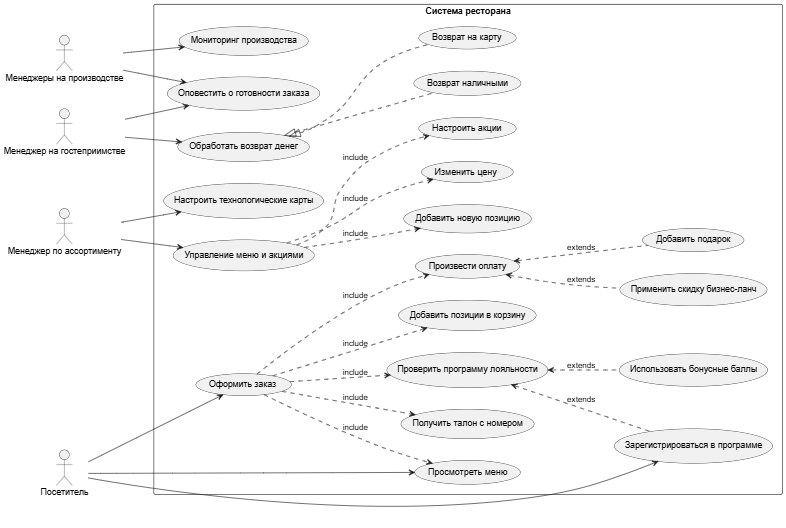 Система ресторана
Мониторинг производства
Возврат на карту
Менеджеры на производстве
Возврат наличными
Оповестить о готовности заказа
Настроить акции
Менеджер на гостеприимстве
Обработать возврат денег
include
Изменить цену
include
Настроить технологические карты
Добавить новую позицию
include
Менеджер по ассортименту
Управление меню и акциями
Добавить подарок
extends
Произвести оплату
extends
Применить скидку бизнес-ланч
include
Добавить позиции в корзину
include
Проверить программу лояльности
extends
Использовать бонусные баллы
include
Оформить заказ
include
extends
Получить талон с номером
include
Зарегистрироваться в программе
Просмотреть меню
Посетитель